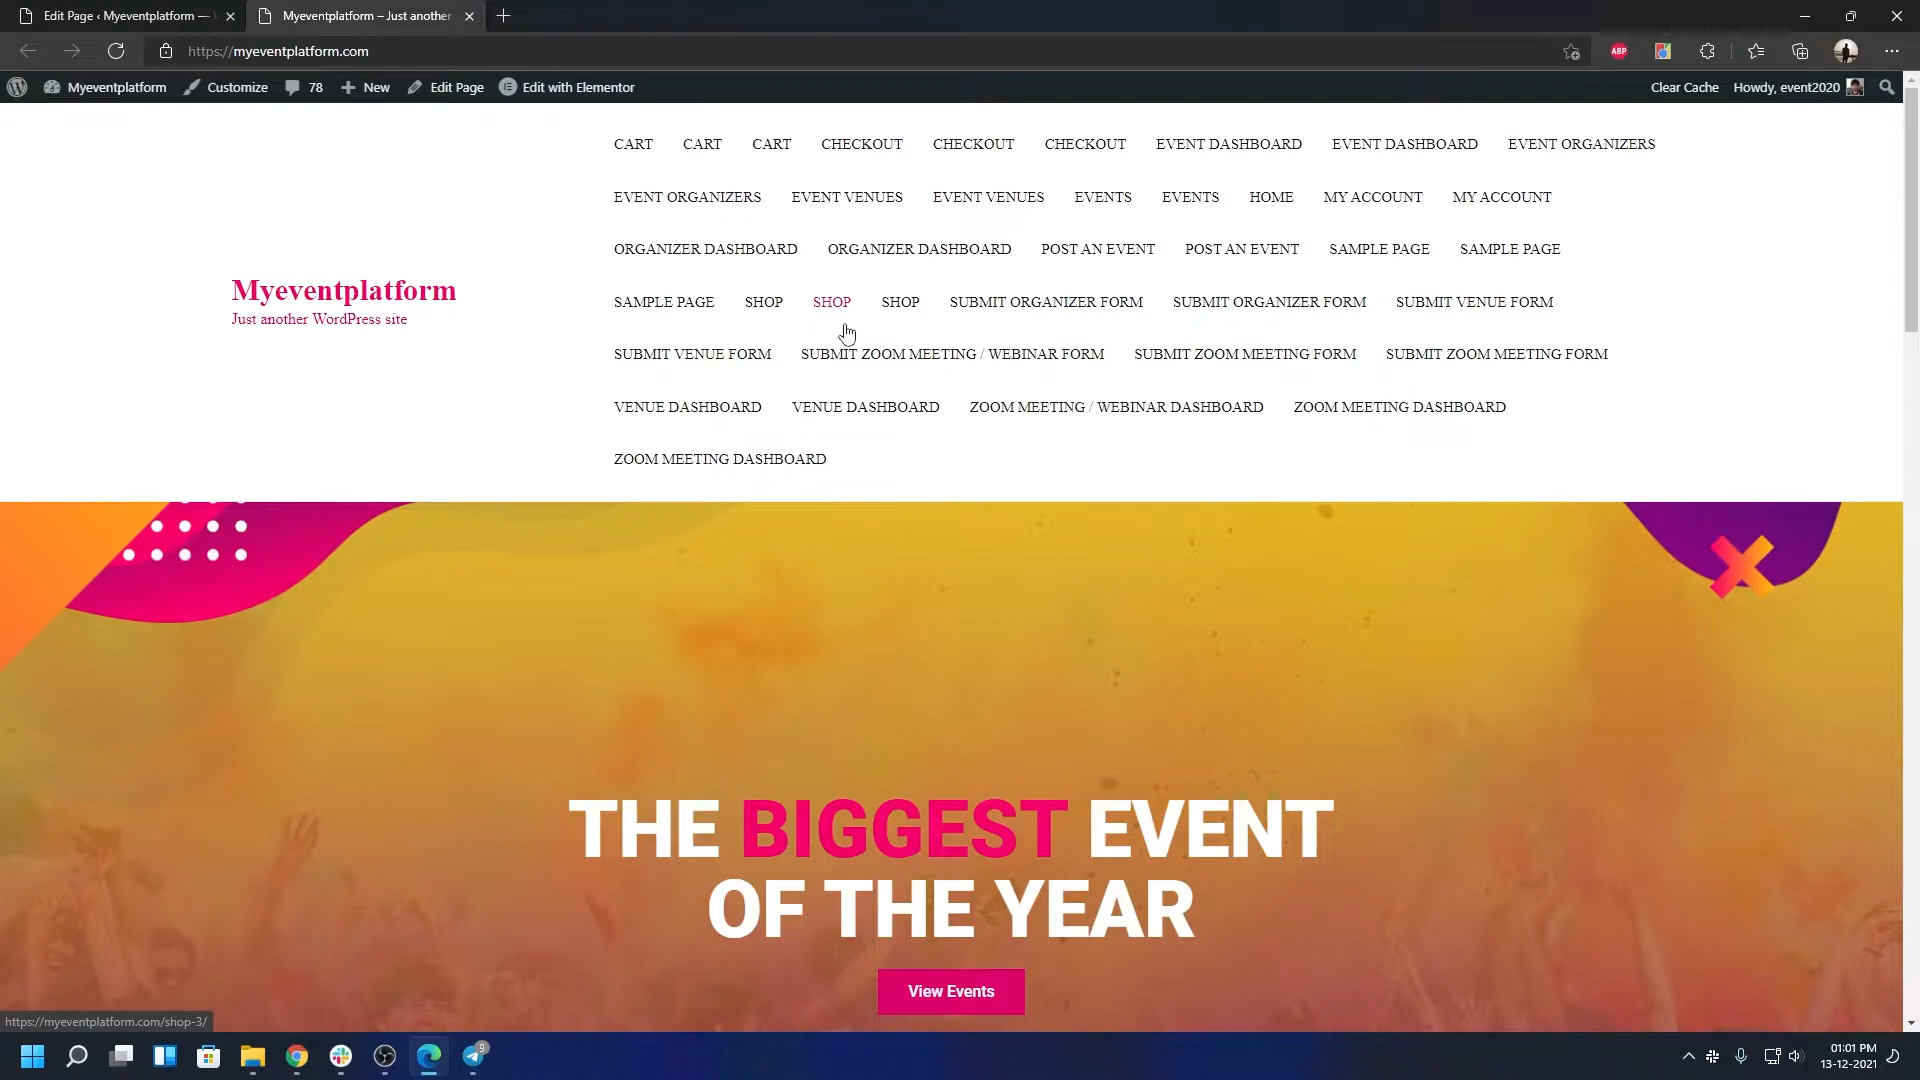 Edit Page ‹ Myeventplatform —
Myeventplatform – Just another
https://myeventplatform.com
ABP
Myeventplatform Customize 78 New Edit Page Edit with Elementor Clear Cache Howdy, event2020
CART CART CART CHECKOUT CHECKOUT CHECKOUT EVENT DASHBOARD EVENT DASHBOARD EVENT ORGANIZERS
EVENT ORGANIZERS EVENT VENUES EVENT VENUES EVENTS EVENTS HOME MY ACCOUNT MY ACCOUNT
ORGANIZER DASHBOARD ORGANIZER DASHBOARD POST AN EVENT POST AN EVENT SAMPLE PAGE SAMPLE PAGE
Myeventplatform
Just another WordPress site
SAMPLE PAGE SHOP SHOP SHOP SUBMIT ORGANIZER FORM SUBMIT ORGANIZER FORM SUBMIT VENUE FORM
SUBMIT VENUE FORM SUBMIT ZOOM MEETING / WEBINAR FORM SUBMIT ZOOM MEETING FORM SUBMIT ZOOM MEETING FORM
VENUE DASHBOARD VENUE DASHBOARD ZOOM MEETING / WEBINAR DASHBOARD ZOOM MEETING DASHBOARD
ZOOM MEETING DASHBOARD
THE BIGGEST EVENT
OF THE YEAR
View Events
https://myeventplatform.com/shop-3/
9
01:01 PM
13-12-2021